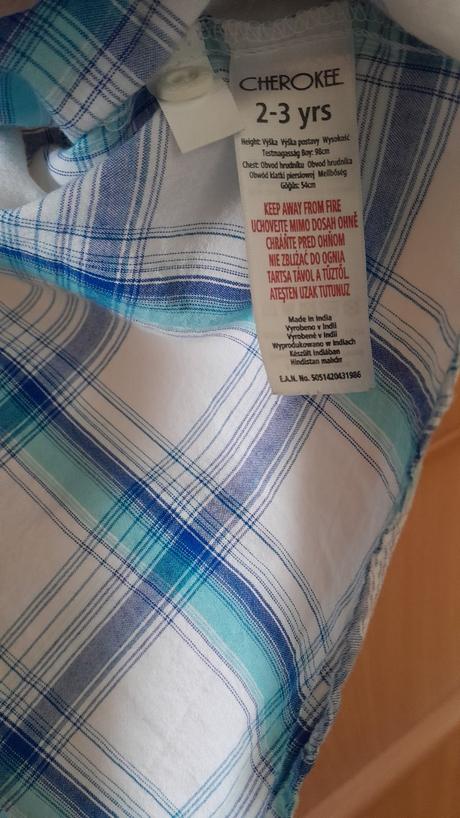 CHEROKEE
2-3 yrs
Height: Výška Výška postavy Wysokość
Testmagasság Boy: 98cm
Chest: Obvod hrudníku Obvod hrudníka
Obwód klatki piersiowej Mellbőség
Göğüs: 54cm
KEEP AWAY FROM FIRE
UCHOVEJTE MIMO DOSAH OHNĚ
CHRÁŇTE PRED OHŇOM
NIE ZBLIŻAĆ DO OGNIA
TARTSA TÁVOL A TŰZTŐL.
ATEŞTEN UZAK TUTUNUZ
Made in India
Vyrobeno v Indii
Vyrobené v Indii
Wyprodukowano w Indiach
Készült Indiában
Hindistan malıdır
E.A.N. No. 5051420431986